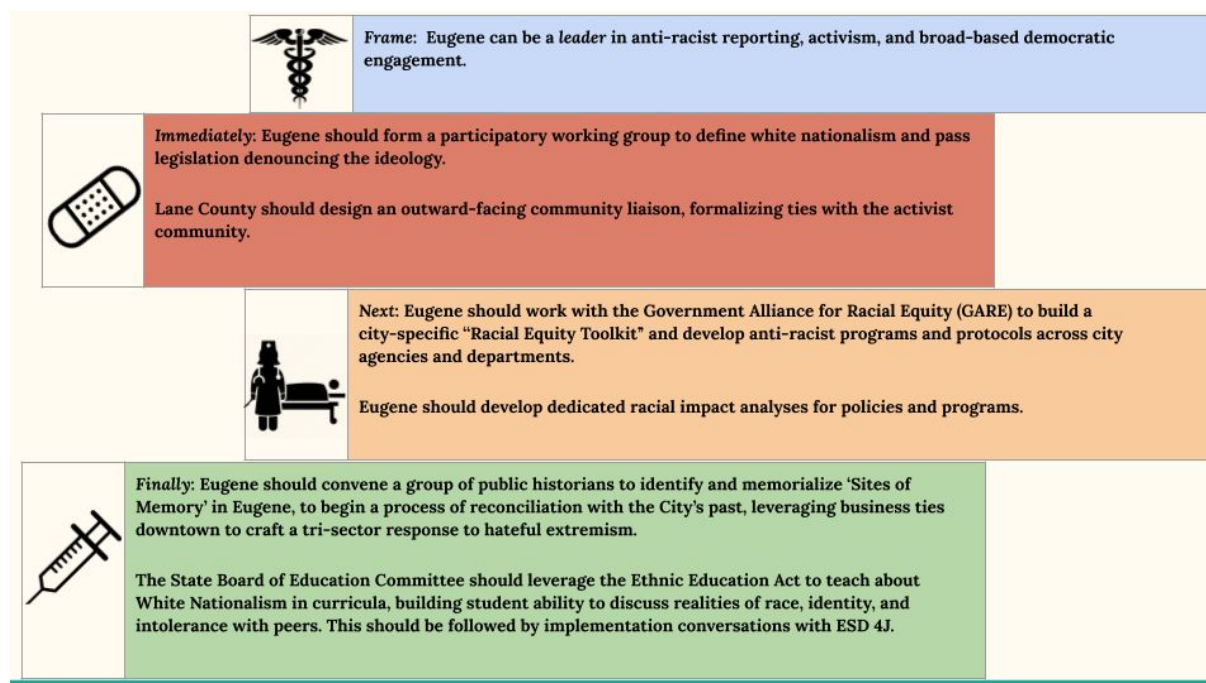 Frame: Eugene can be a leader in anti-racist reporting, activism, and broad-based democratic
engagement.
Immediately: Eugene should form a participatory working group to define white nationalism and pass
legislation denouncing the ideology.
Lane County should design an outward-facing community liaison, formalizing ties with the activist
community.
Next: Eugene should work with the Government Alliance for Racial Equity (GARE) to build a
city-specific “Racial Equity Toolkit” and develop anti-racist programs and protocols across city
agencies and departments.
Eugene should develop dedicated racial impact analyses for policies and programs.
Finally: Eugene should convene a group of public historians to identify and memorialize ‘Sites of
Memory’ in Eugene, to begin a process of reconciliation with the City’s past, leveraging business ties
downtown to craft a tri-sector response to hateful extremism.
The State Board of Education Committee should leverage the Ethnic Education Act to teach about
White Nationalism in curricula, building student ability to discuss realities of race, identity, and
intolerance with peers. This should be followed by implementation conversations with ESD 4J.